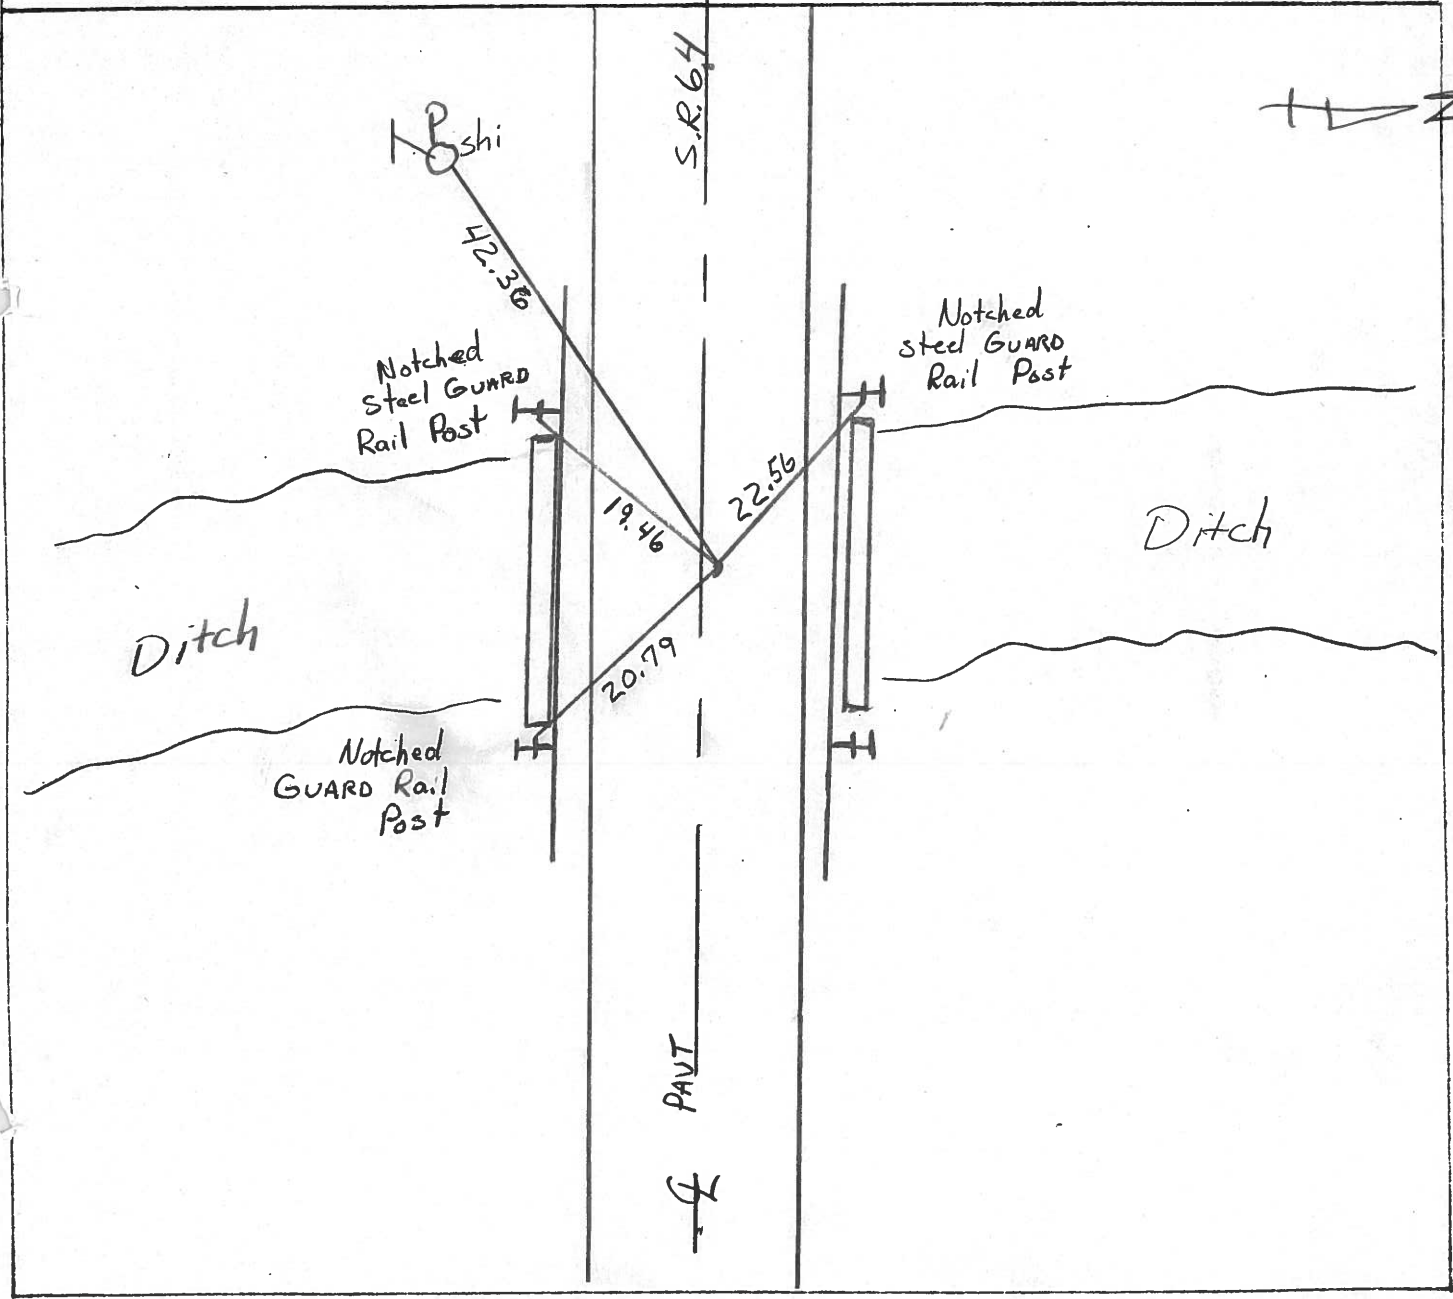 S.R.64
N
P
shi
42.36
Notched
Steel GUARD
Rail Post
Notched
steel GUARD
Rail Post
19.46
22.56
Ditch
Ditch
20.79
Notched
GUARD Rail
Post
PAVT
℄